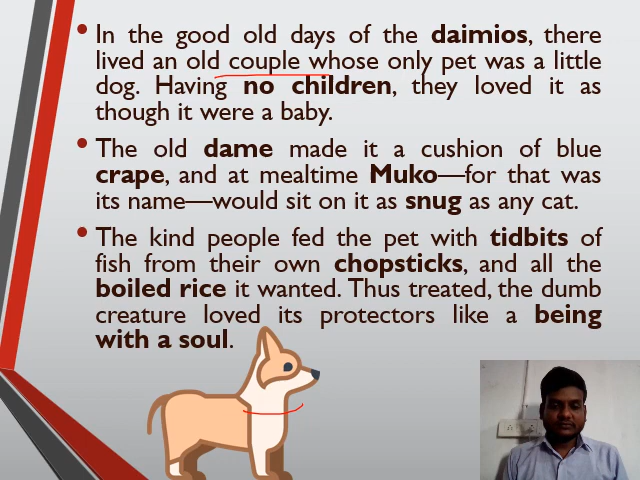 • In the good old days of the daimios, there
lived an old couple whose only pet was a little
dog. Having no children, they loved it as
though it were a baby.
• The old dame made it a cushion of blue
crape, and at mealtime Muko—for that was
its name—would sit on it as snug as any cat.
• The kind people fed the pet with tidbits of
fish from their own chopsticks, and all the
boiled rice it wanted. Thus treated, the dumb
creature loved its protectors like a being
with a soul.